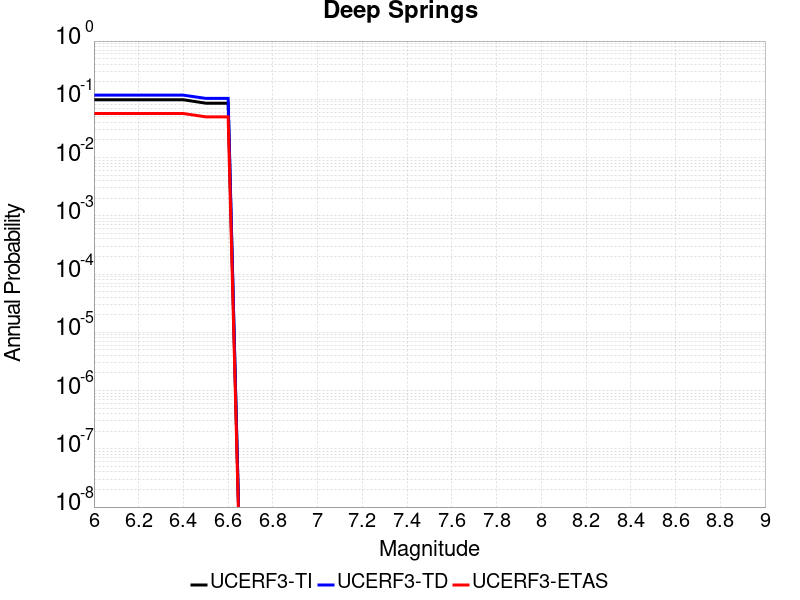 Deep Springs
Annual Probability
10^0
10^-1
10^-2
10^-3
10^-4
10^-5
10^-6
10^-7
10^-8
6 6.2 6.4 6.6 6.8 7 7.2 7.4 7.6 7.8 8 8.2 8.4 8.6 8.8 9
Magnitude
UCERF3-TI UCERF3-TD UCERF3-ETAS